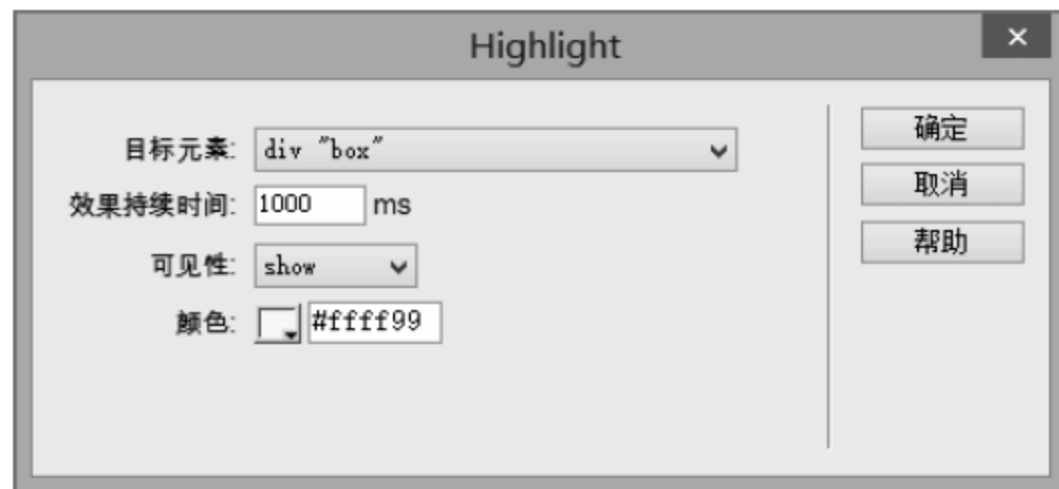 Highlight
×
目标元素: div "box"
效果持续时间: 1000 ms
可见性: show
颜色: #ffff99
确定
取消
帮助